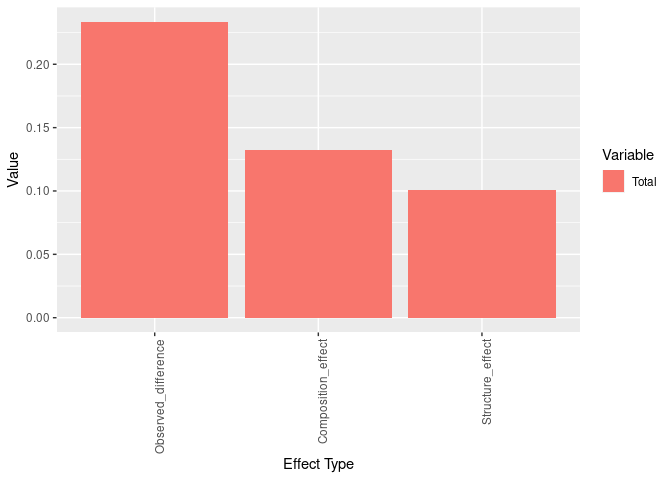 0.20
0.15
0.10
0.05
0.00
Value
Observed_difference
Composition_effect
Structure_effect
Effect Type
Variable
Total